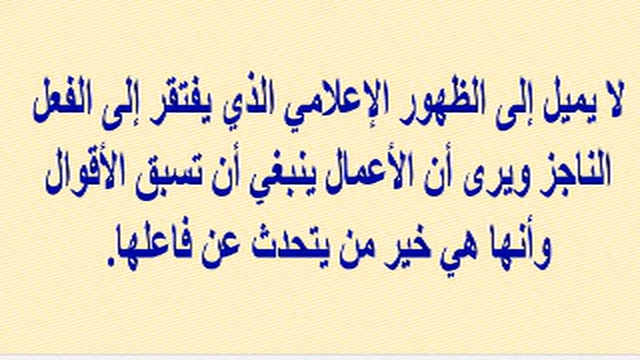 لا يميل إلى الظهور الإعلامي الذي يفتقر إلى الفعل
الناجز ويرى أن الأعمال ينبغي أن تسبق الأقوال
وأنها هي خير من يتحدث عن فاعلها.